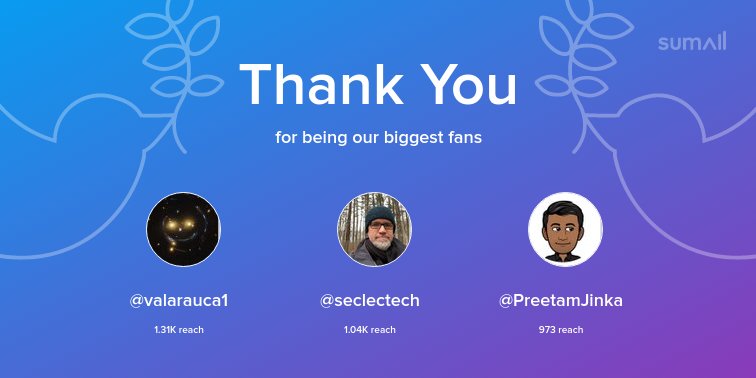 sumall
Thank You
for being our biggest fans
@valarauca1
@seclectech
@PreetamJinka
1.31K reach
1.04K reach
973 reach